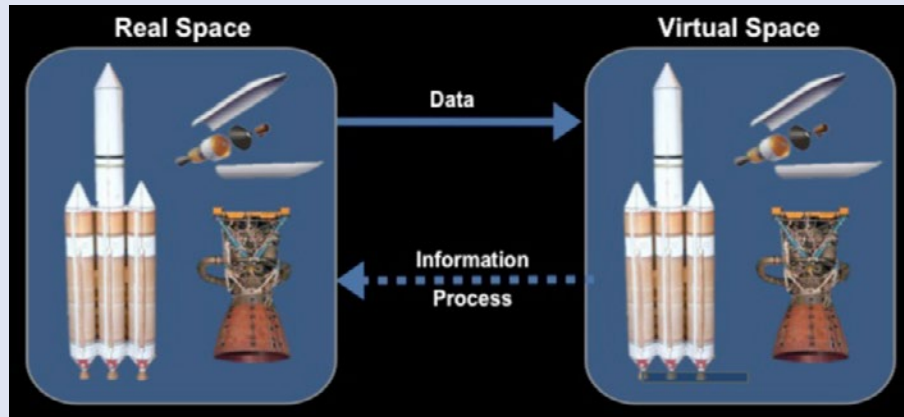 Real Space
Virtual Space
Data
Information
Process